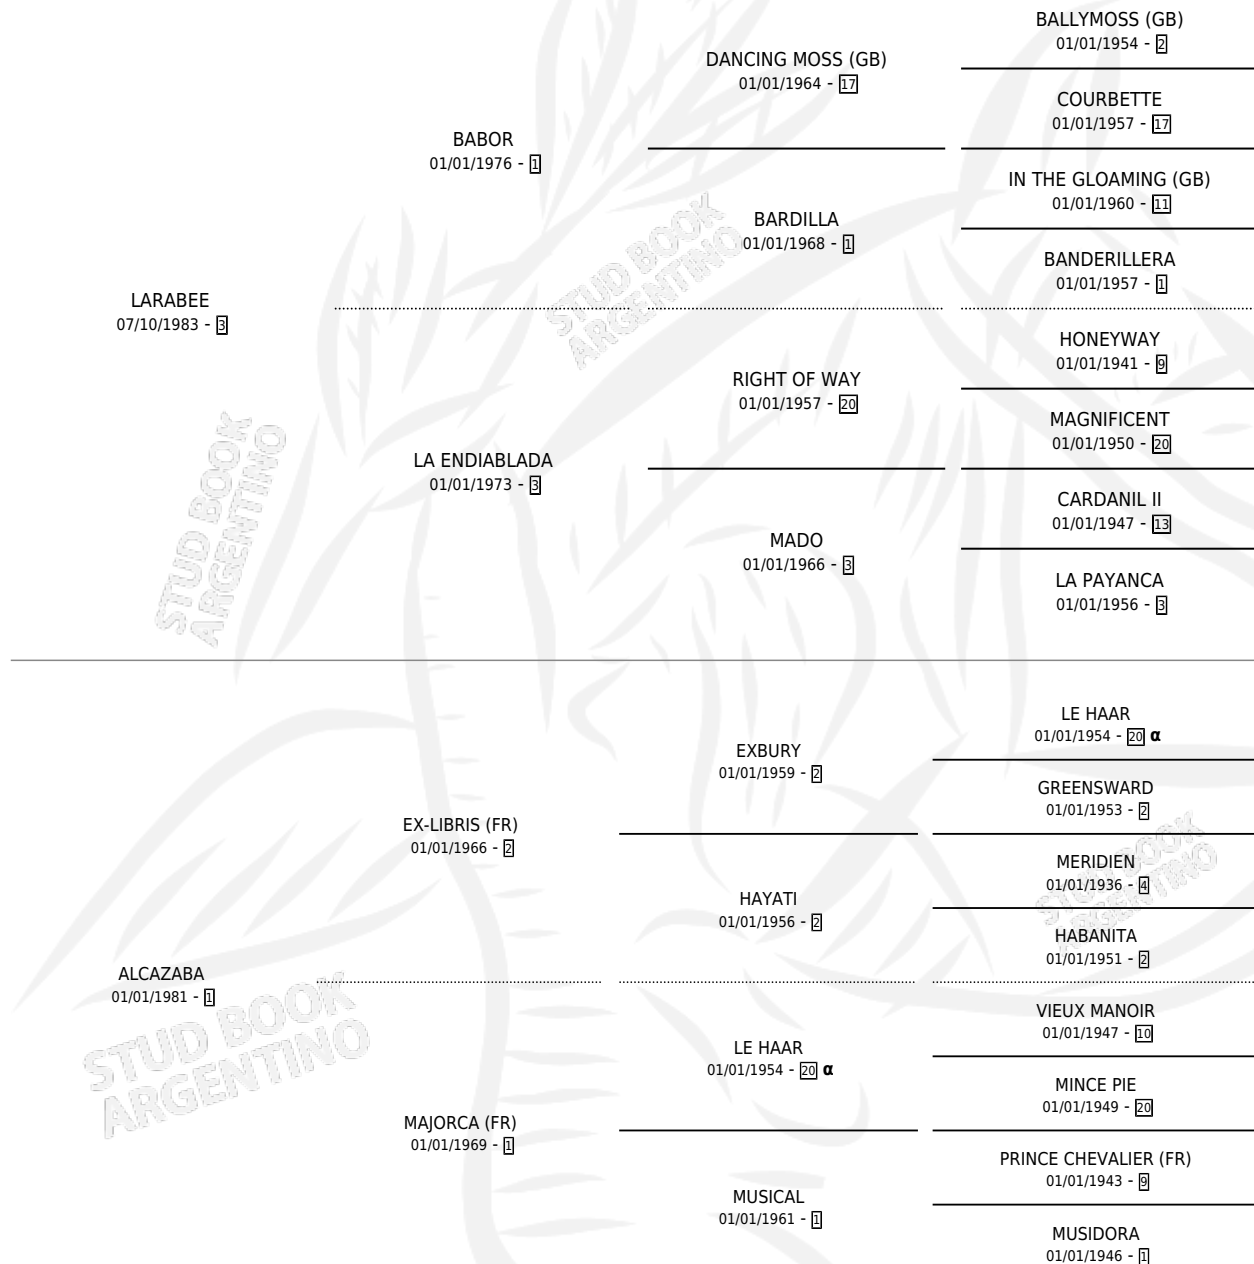 BALLYMOSS (GB)
01/01/1954 - 2
DANCING MOSS (GB)
01/01/1964 - 17
COURBETTE
01/01/1957 - 17
BABOR
01/01/1976 - 1
IN THE GLOAMING (GB)
01/01/1960 - 11
BARDILLA
01/01/1968 - 1
BANDERILLERA
01/01/1957 - 1
LARABEE
07/10/1983 - 3
HONEYWAY
01/01/1941 - 9
RIGHT OF WAY
01/01/1957 - 20
MAGNIFICENT
01/01/1950 - 20
LA ENDIABLADA
01/01/1973 - 3
CARDANIL II
01/01/1947 - 13
MADO
01/01/1966 - 3
LA PAYANCA
01/01/1956 - 3
LE HAAR
01/01/1954 - 20 α
EXBURY
01/01/1959 - 2
GREENSWARD
01/01/1953 - 2
EX-LIBRIS (FR)
01/01/1966 - 2
MERIDIEN
01/01/1936 - 4
HAYATI
01/01/1956 - 2
HABANITA
01/01/1951 - 2
ALCAZABA
01/01/1981 - 1
VIEUX MANOIR
01/01/1947 - 10
LE HAAR
01/01/1954 - 20 α
MINCE PIE
01/01/1949 - 20
MAJORCA (FR)
01/01/1969 - 1
PRINCE CHEVALIER (FR)
01/01/1943 - 9
MUSICAL
01/01/1961 - 1
MUSIDORA
01/01/1946 - 1
STUD BOOK
ARGENTINO
STUD BOOK
ARGENTINO
STUD BOOK
ARGENTINO
STUD BOOK
ARGENTINO